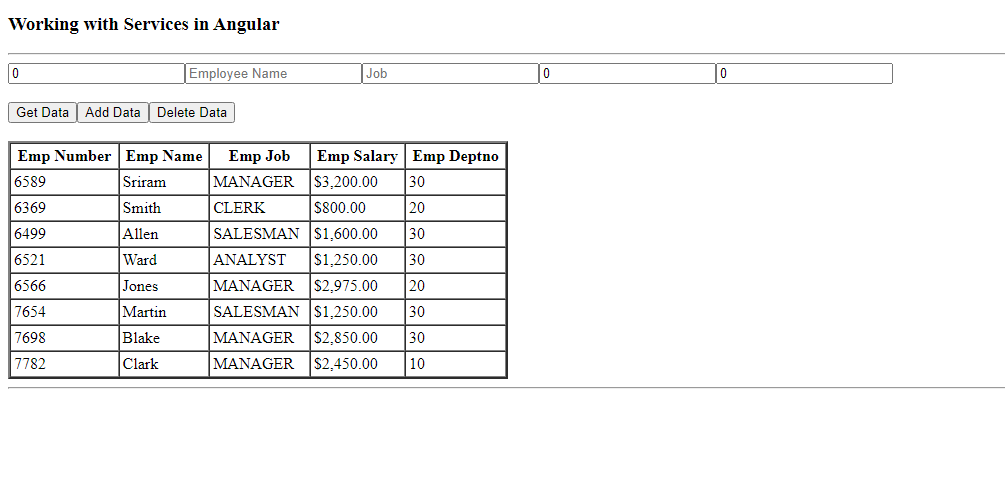 Working with Services in Angular
0 Employee Name Job 0 0
Get Data Add Data Delete Data
Emp Number Emp Name Emp Job Emp Salary Emp Deptno
6589 Sriram MANAGER $3,200.00 30
6369 Smith CLERK $800.00 20
6499 Allen SALESMAN $1,600.00 30
6521 Ward ANALYST $1,250.00 30
6566 Jones MANAGER $2,975.00 20
7654 Martin SALESMAN $1,250.00 30
7698 Blake MANAGER $2,850.00 30
7782 Clark MANAGER $2,450.00 10